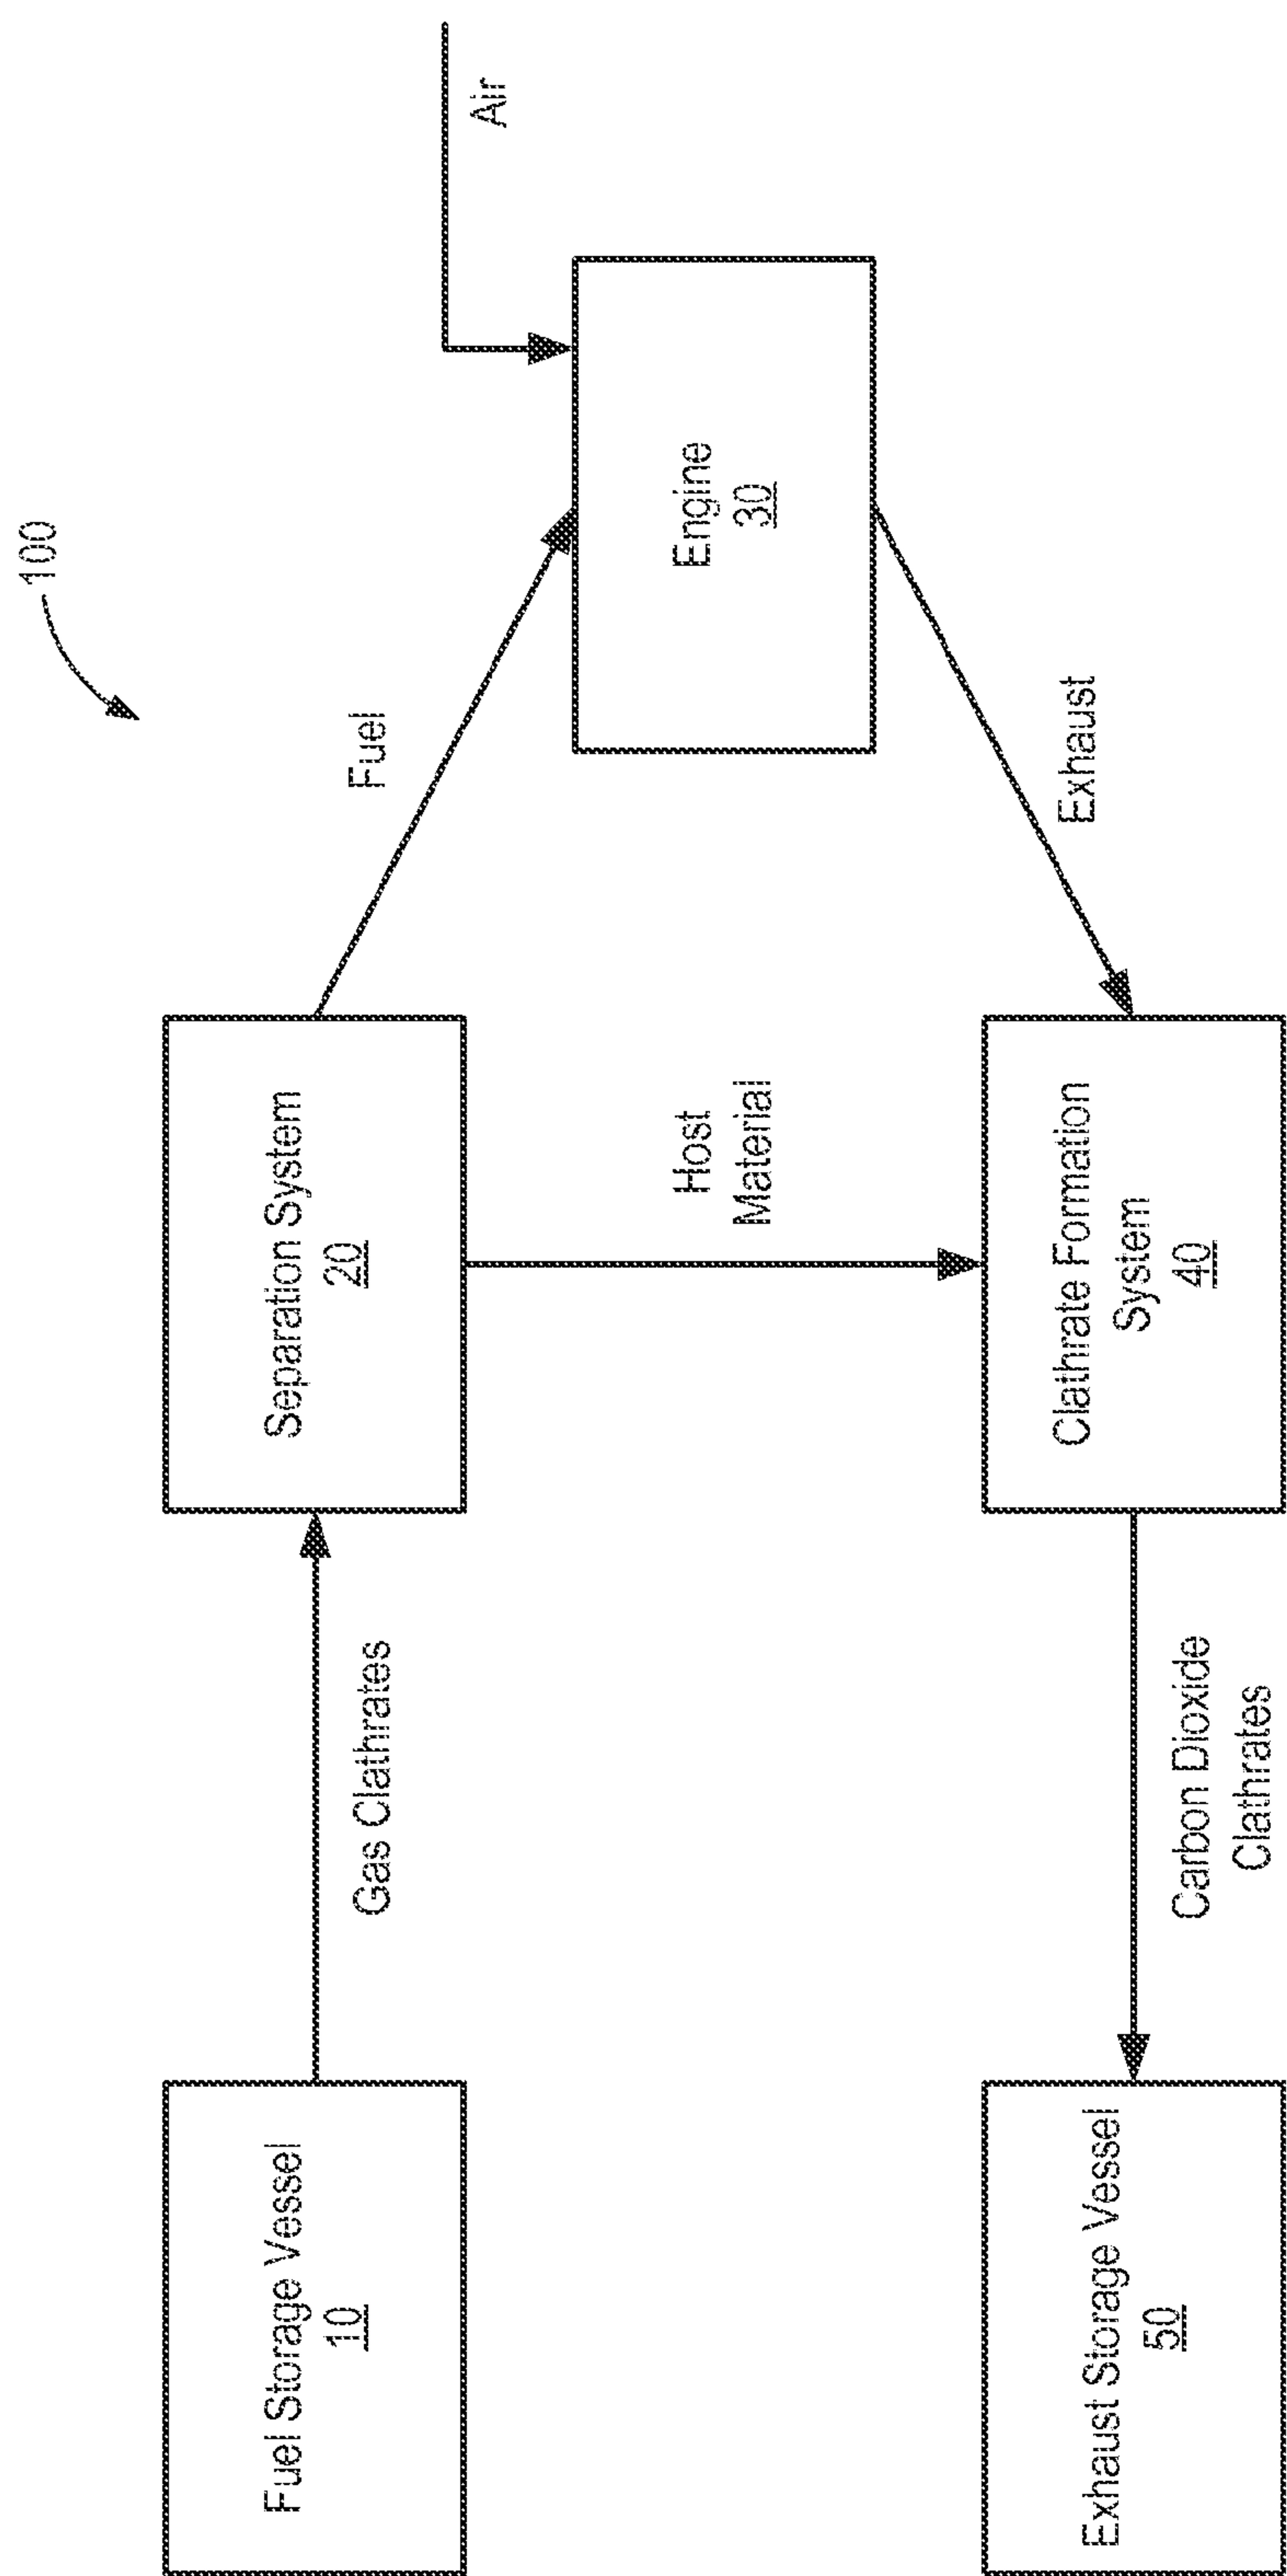 100
Fuel Storage Vessel
10
Gas Clathrates
Separation System
20
Fuel
Air
Engine
30
Host
Material
Exhaust
Clathrate Formation
System
40
Carbon Dioxide
Clathrates
Exhaust Storage Vessel
50